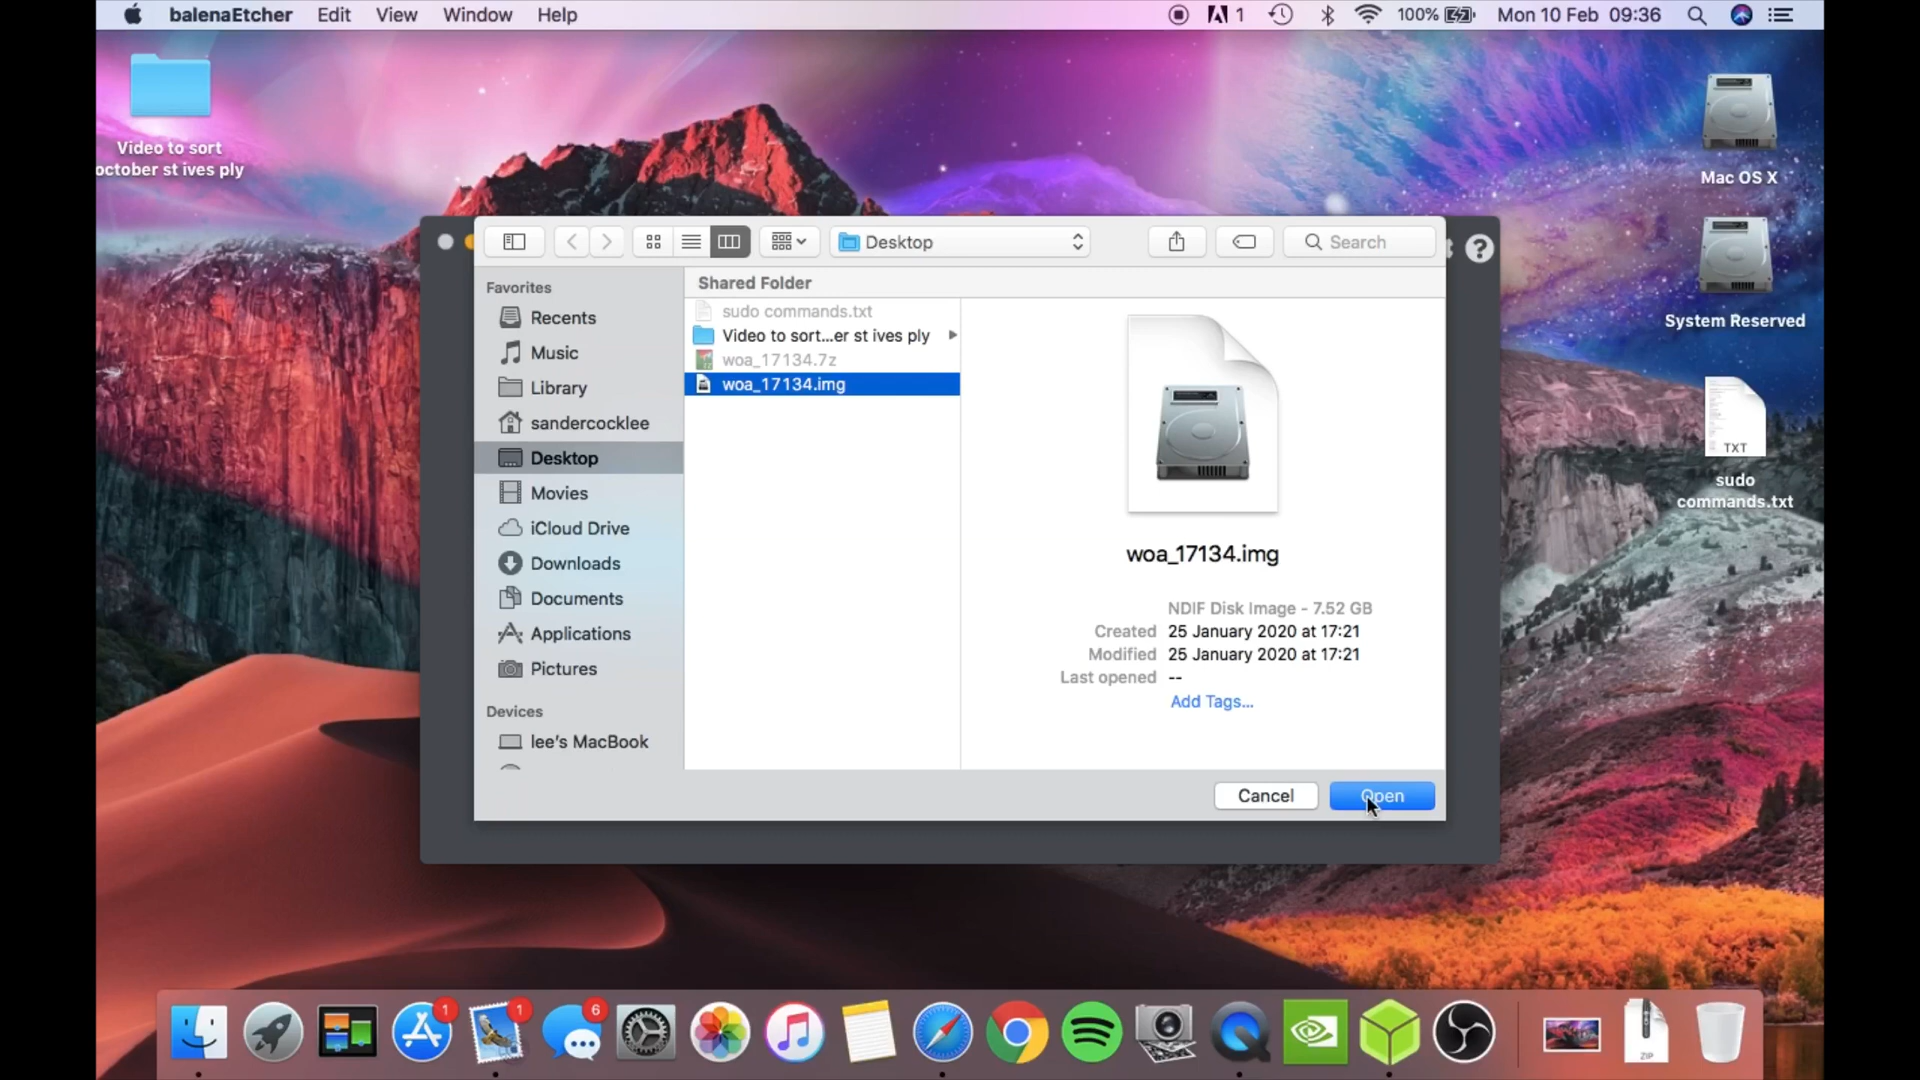 balenaEtcher Edit View Window Help
1 100% Mon 10 Feb 09:36
Video to sort
october st ives ply
Mac OS X
System Reserved
TXT
sudo
commands.txt
Desktop
Search
?
Favorites
Recents
Music
Library
sandercocklee
Desktop
Movies
iCloud Drive
Downloads
Documents
Applications
Pictures
Devices
lee's MacBook
Shared Folder
sudo commands.txt
Video to sort...er st ives ply
woa_17134.7z
woa_17134.img
woa_17134.img
NDIF Disk Image - 7.52 GB
Created 25 January 2020 at 17:21
Modified 25 January 2020 at 17:21
Last opened --
Add Tags...
Cancel
Open
1
1
6
ZIP